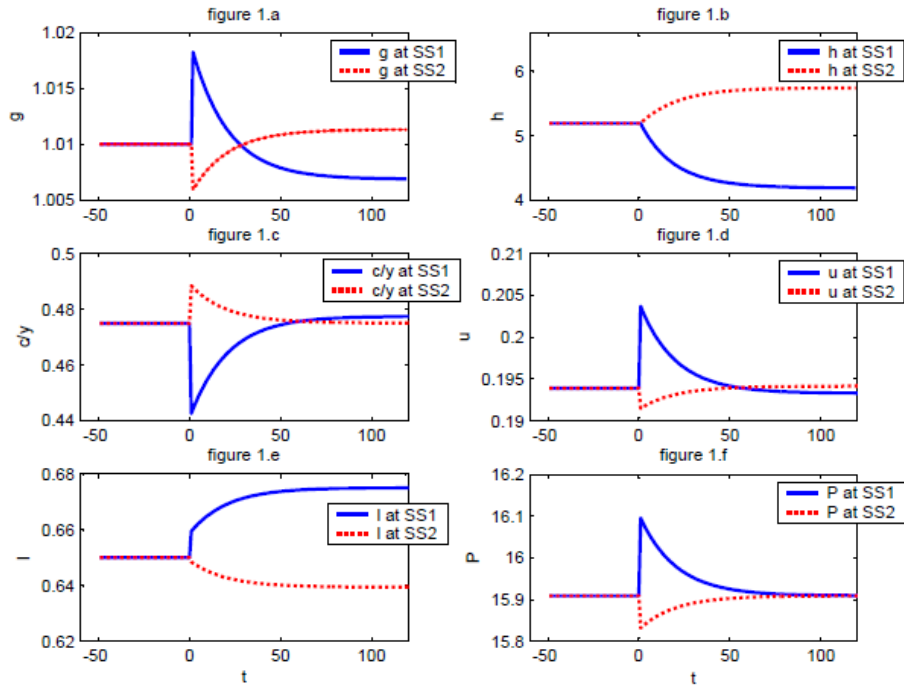 figure 1.a
1.02
1.015
1.01
1.005
g
g at SS1
g at SS2
-50
0
50
100
figure 1.b
6
5
4
h
h at SS1
h at SS2
-50
0
50
100
figure 1.c
0.5
0.48
0.46
0.44
c/y
c/y at SS1
c/y at SS2
-50
0
50
100
figure 1.d
0.21
0.205
0.2
0.195
0.19
u
u at SS1
u at SS2
-50
0
50
100
figure 1.e
0.68
0.66
0.64
0.62
l
l at SS1
l at SS2
-50
0
50
100
t
figure 1.f
16.2
16.1
16
15.9
15.8
P
P at SS1
P at SS2
-50
0
50
100
t